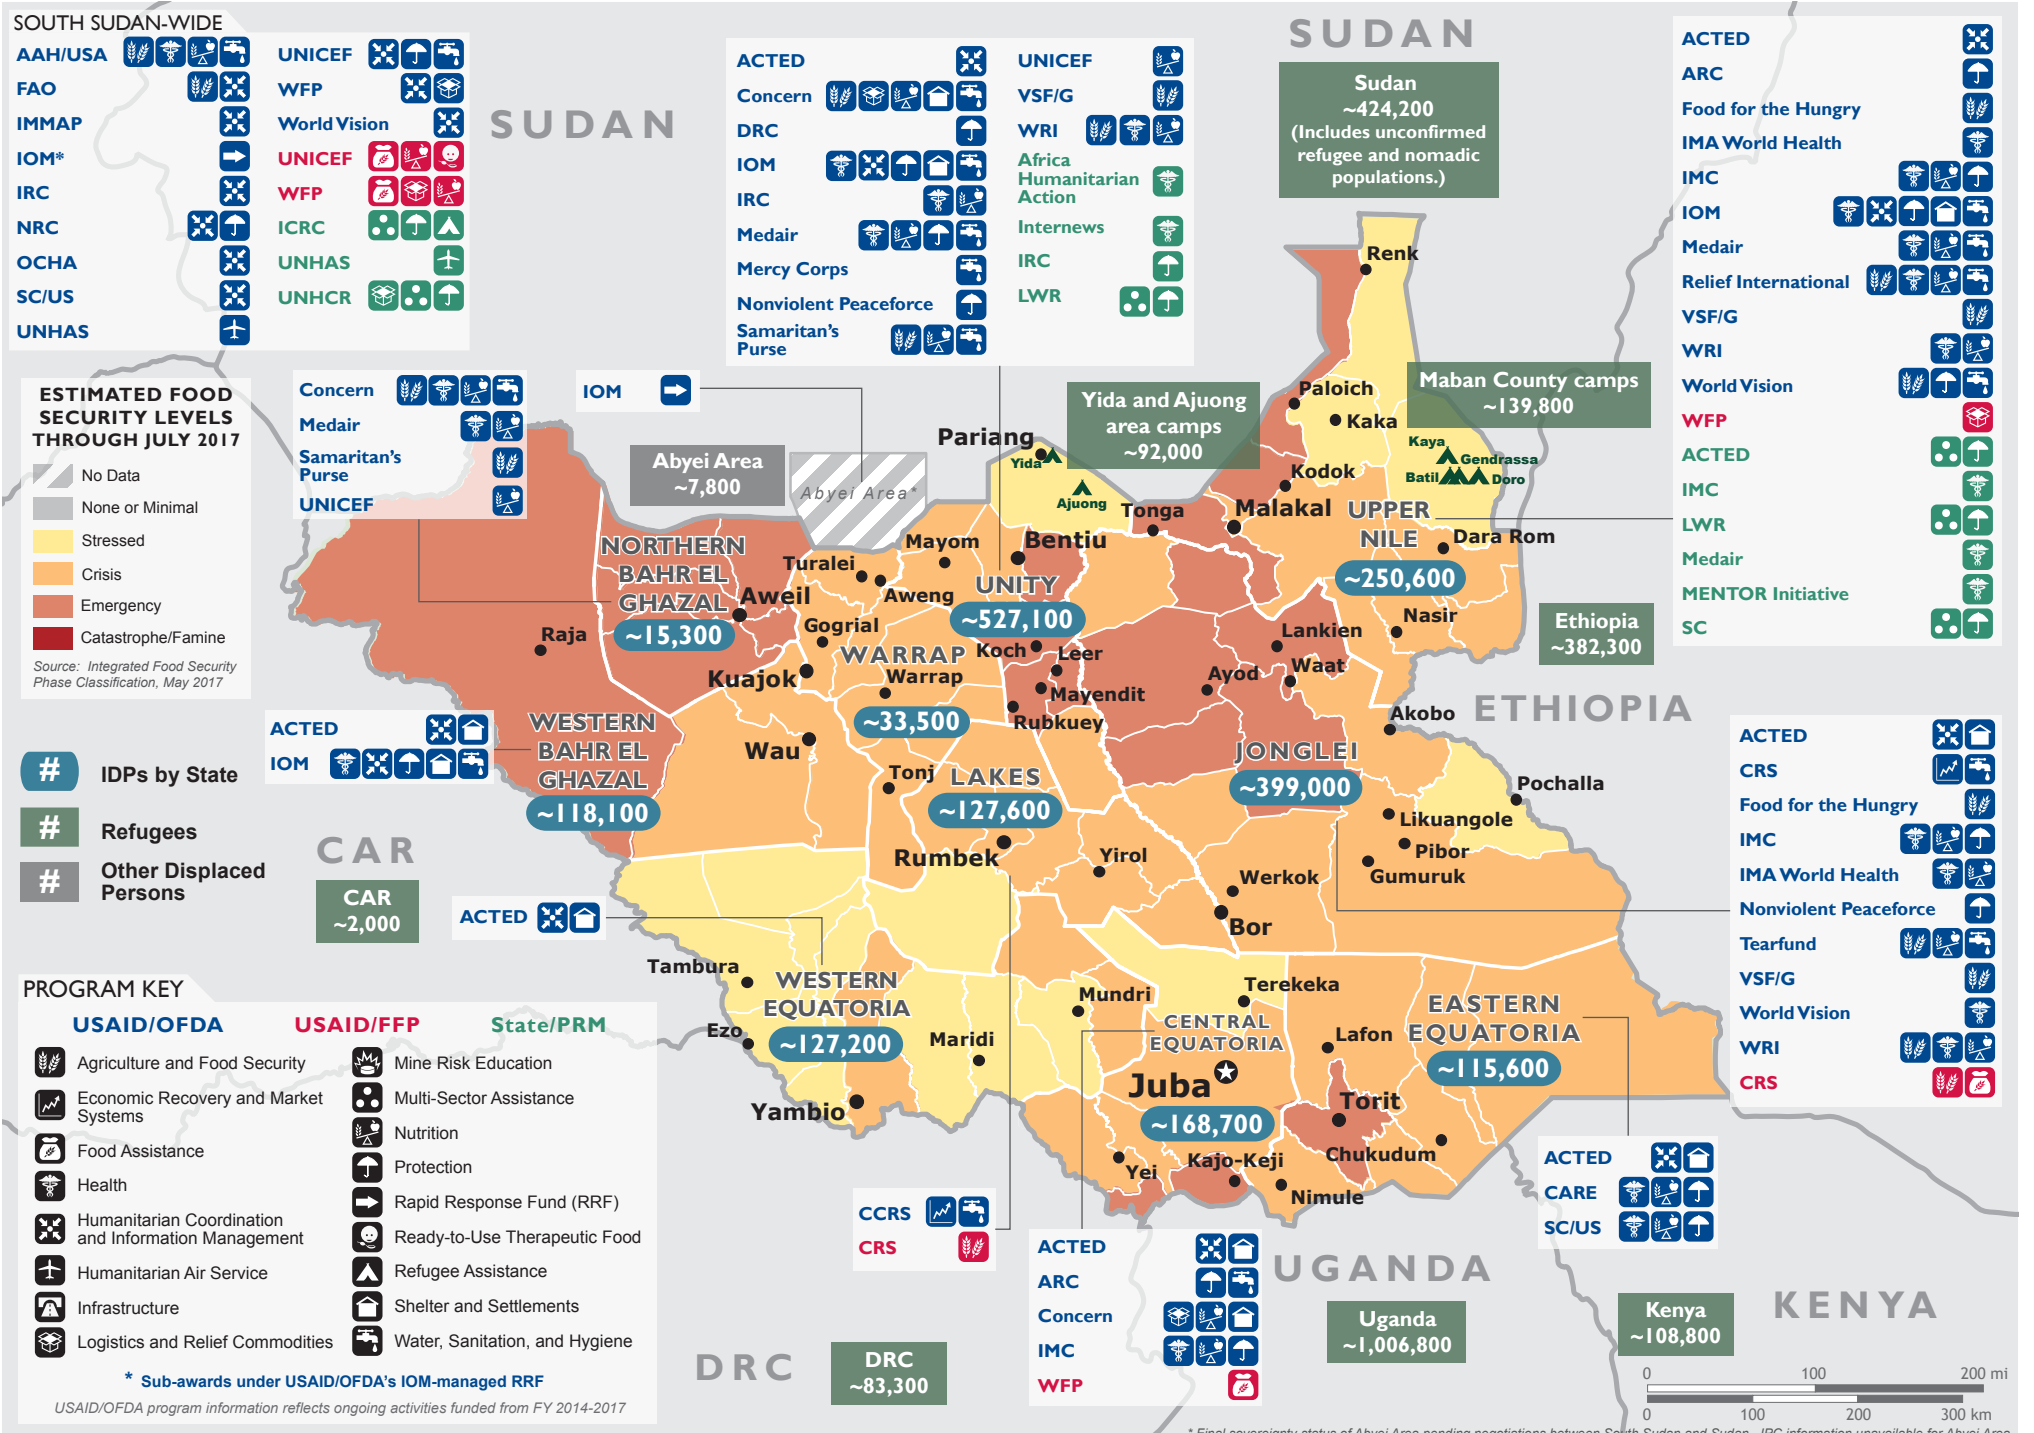 SOUTH SUDAN-WIDE
AAH/USA
FAO
IMMAP
IOM*
IRC
NRC
OCHA
SC/US
UNHAS
UNICEF
WFP
World Vision
UNICEF
WFP
ICRC
UNHAS
UNHCR
SUDAN
ACTED
Concern
DRC
IOM
IRC
Medair
Mercy Corps
Nonviolent Peaceforce
Samaritan's
Purse
UNICEF
VSF/G
WRI
Africa
Humanitarian
Action
Internews
IRC
LWR
SUDAN
Sudan
~424,200
(Includes unconfirmed
refugee and nomadic
populations.)
ACTED
ARC
Food for the Hungry
IMA World Health
IMC
IOM
Medair
Relief International
VSF/G
WRI
World Vision
WFP
ACTED
IMC
LWR
Medair
MENTOR Initiative
SC
ESTIMATED FOOD
SECURITY LEVELS
THROUGH JULY 2017
No Data
None or Minimal
Stressed
Crisis
Emergency
Catastrophe/Famine
Source: Integrated Food Security
Phase Classification, May 2017
Concern
Medair
Samaritan's
Purse
UNICEF
IOM
Abyei Area
~7,800
Abyei Area*
Yida and Ajuong
area camps
~92,000
Maban County camps
~139,800
Renk
Paloich
Kaka
Kaya
Gendrassa
Batil
Doro
Pariang
Yida
Ajuong
Kodok
Tonga
Malakal
UPPER
NILE
~250,600
Dara Rom
Nasir
NORTHERN
BAHR EL
GHAZAL
~15,300
Aweil
Raja
Turalei
Mayom
Aweng
Gogrial
Kuajok
WARRAP
Warrap
~33,500
Bentiu
UNITY
~527,100
Koch
Leer
Mayendit
Rubkuey
Lankien
Waat
Ayod
Akobo
Ethiopia
~382,300
ETHIOPIA
ACTED
IOM
WESTERN
BAHR EL
GHAZAL
~118,100
Wau
Tonj
LAKES
~127,600
Rumbek
Yirol
JONGLEI
~399,000
Pochalla
Likuangole
Pibor
Gumuruk
Werkok
Bor
# IDPs by State
# Refugees
# Other Displaced
Persons
CAR
CAR
~2,000
ACTED
ACTED
CRS
Food for the Hungry
IMC
IMA World Health
Nonviolent Peaceforce
Tearfund
VSF/G
World Vision
WRI
CRS
Tambura
WESTERN
EQUATORIA
~127,200
Ezo
Maridi
Yambio
Mundri
Terekeka
CENTRAL
EQUATORIA
Juba
~168,700
Yei
Kajo-Keji
Nimule
Lafon
EASTERN
EQUATORIA
~115,600
Torit
Chukudum
PROGRAM KEY
USAID/OFDA
USAID/FFP
State/PRM
Agriculture and Food Security
Economic Recovery and Market
Systems
Food Assistance
Health
Humanitarian Coordination
and Information Management
Humanitarian Air Service
Infrastructure
Logistics and Relief Commodities
Mine Risk Education
Multi-Sector Assistance
Nutrition
Protection
Rapid Response Fund (RRF)
Ready-to-Use Therapeutic Food
Refugee Assistance
Shelter and Settlements
Water, Sanitation, and Hygiene
* Sub-awards under USAID/OFDA's IOM-managed RRF
USAID/OFDA program information reflects ongoing activities funded from FY 2014-2017
CCRS
CRS
ACTED
ARC
Concern
IMC
WFP
ACTED
CARE
SC/US
DRC
DRC
~83,300
UGANDA
Uganda
~1,006,800
Kenya
~108,800
KENYA
0 100 200 mi
0 100 200 300 km
* Final sovereignty status of Abyei Area pending negotiations between South Sudan and Sudan. IPC information unavailable for Abyei Area.